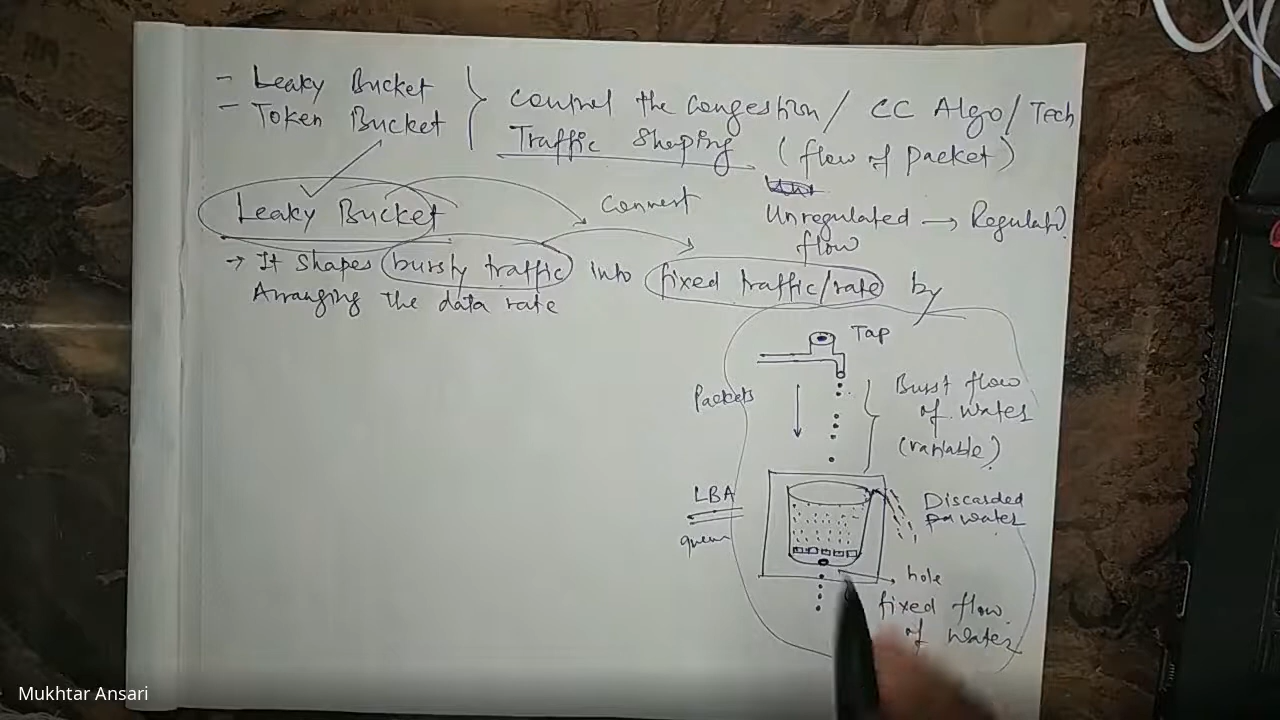 - Leaky Bucket
- Token Bucket
Control the Congestion / CC Algo/Tech
Traffic Shaping (flow of packet)
Leaky Bucket
Convert
Unregulated → Regulated
flow
→ It shapes bursty traffic into fixed traffic/rate by
Arranging the data rate
Tap
Packets
Burst flow
of water
(variable)
LBA
queue
Discarded
water
hole
fixed flow
of water
Mukhtar Ansari